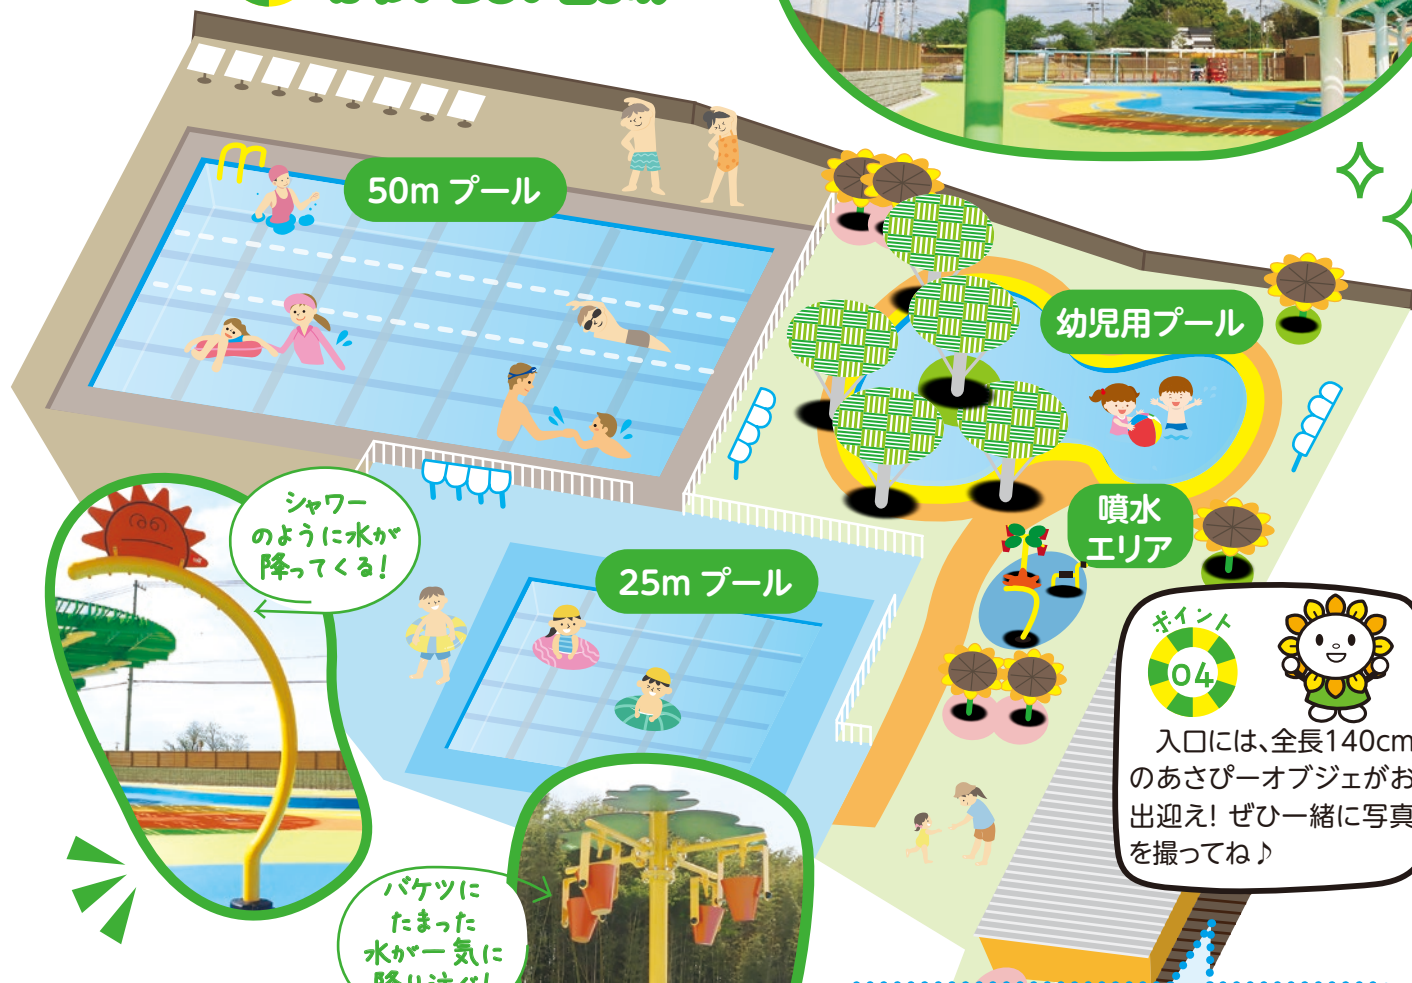 50m プール
幼児用プール
噴水
エリア
25m プール
シャワー
のように水が
降ってくる!
バケツに
たまった
水が一気に
ポイント
04
入口には、全長140cm
のあさぴーオブジェがお
出迎え! ぜひ一緒に写真
を撮ってね♪